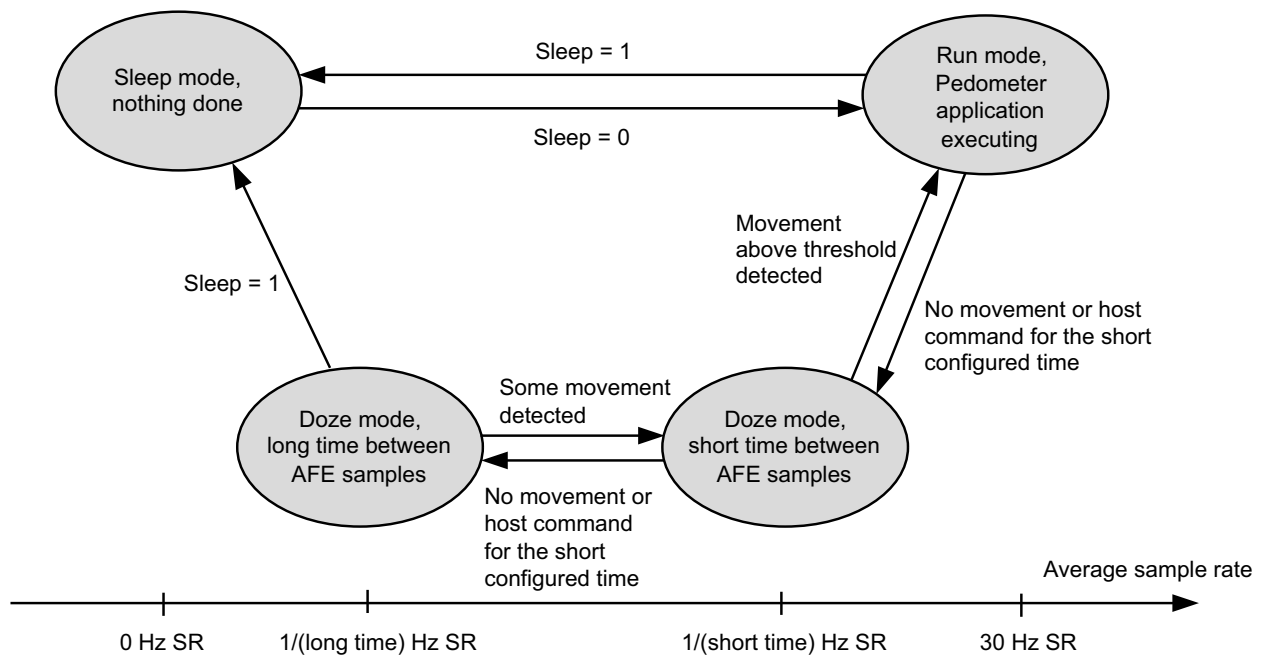 Sleep mode,
nothing done
Sleep = 1
Sleep = 0
Run mode,
Pedometer
application
executing
Movement
above threshold
detected
Sleep = 1
No movement or host
command for the short
configured time
Some movement
detected
Doze mode,
long time between
AFE samples
Doze mode,
short time between
AFE samples
No movement or
host command
for the short
configured time
Average sample rate
0 Hz SR
1/(long time) Hz SR
1/(short time) Hz SR
30 Hz SR